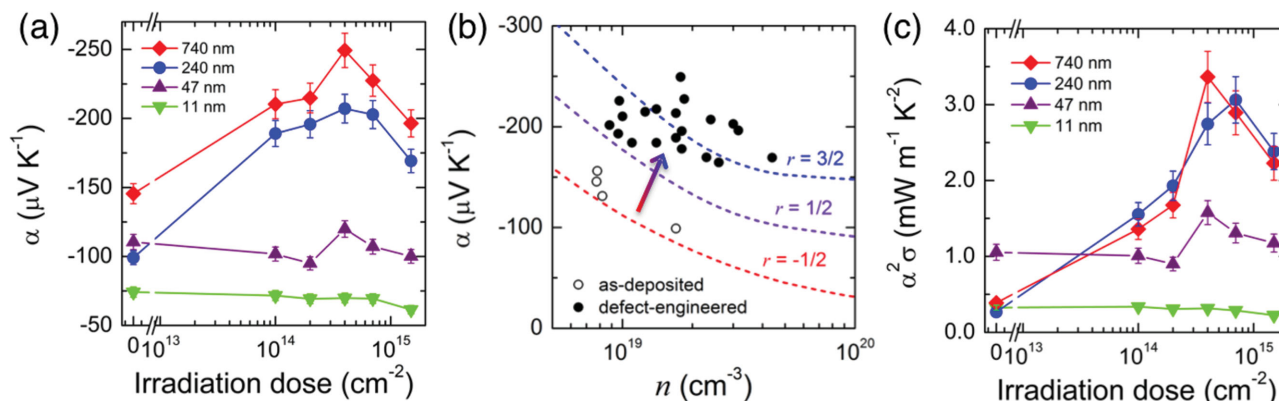 (a)
-250
-200
-150
-100
-50
α (μV K⁻¹)
740 nm
240 nm
47 nm
11 nm
0 10¹³ 10¹⁴ 10¹⁵
Irradiation dose (cm⁻²)
(b)
-300
-200
-100
0
α (μV K⁻¹)
r = 3/2
r = 1/2
r = -1/2
as-deposited
defect-engineered
10¹⁹ 10²⁰
n (cm⁻³)
(c)
4.0
3.0
2.0
1.0
0.0
α²σ (mW m⁻¹ K⁻²)
740 nm
240 nm
47 nm
11 nm
0 10¹³ 10¹⁴ 10¹⁵
Irradiation dose (cm⁻²)